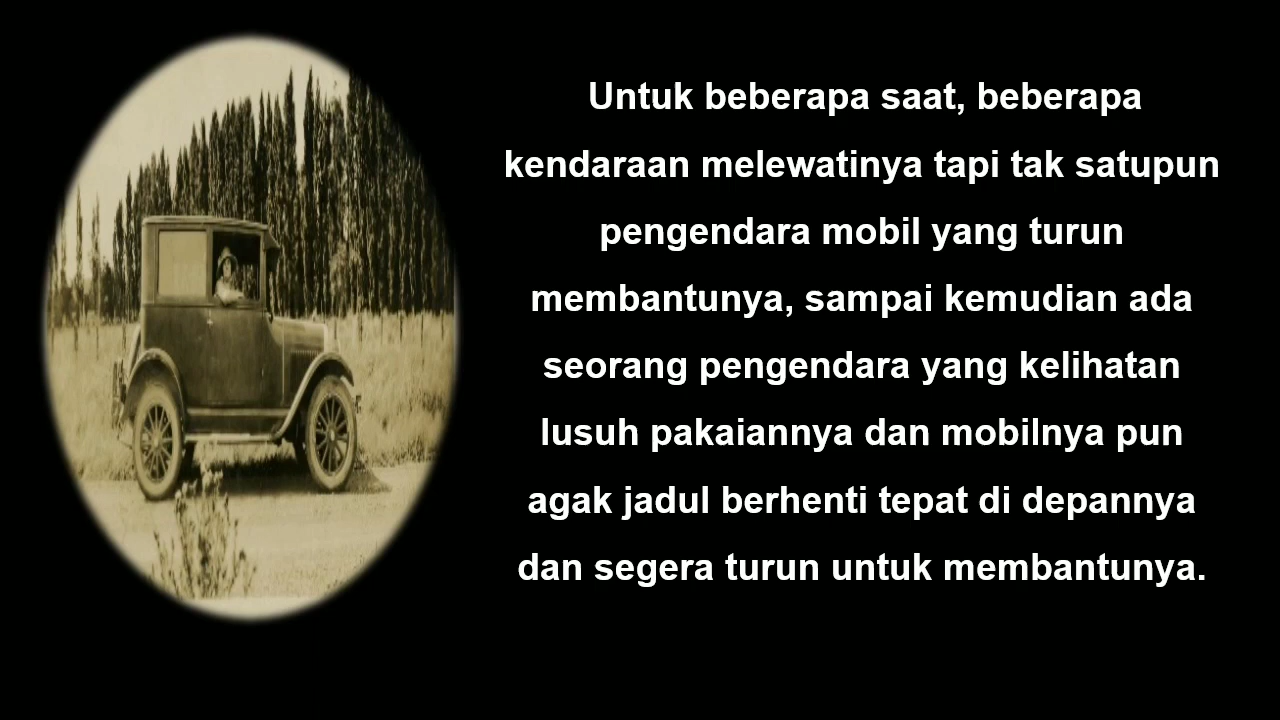 Untuk beberapa saat, beberapa
kendaraan melewatinya tapi tak satupun
pengendara mobil yang turun
membantunya, sampai kemudian ada
seorang pengendara yang kelihatan
lusuh pakaiannya dan mobilnya pun
agak jadul berhenti tepat di depannya
dan segera turun untuk membantunya.